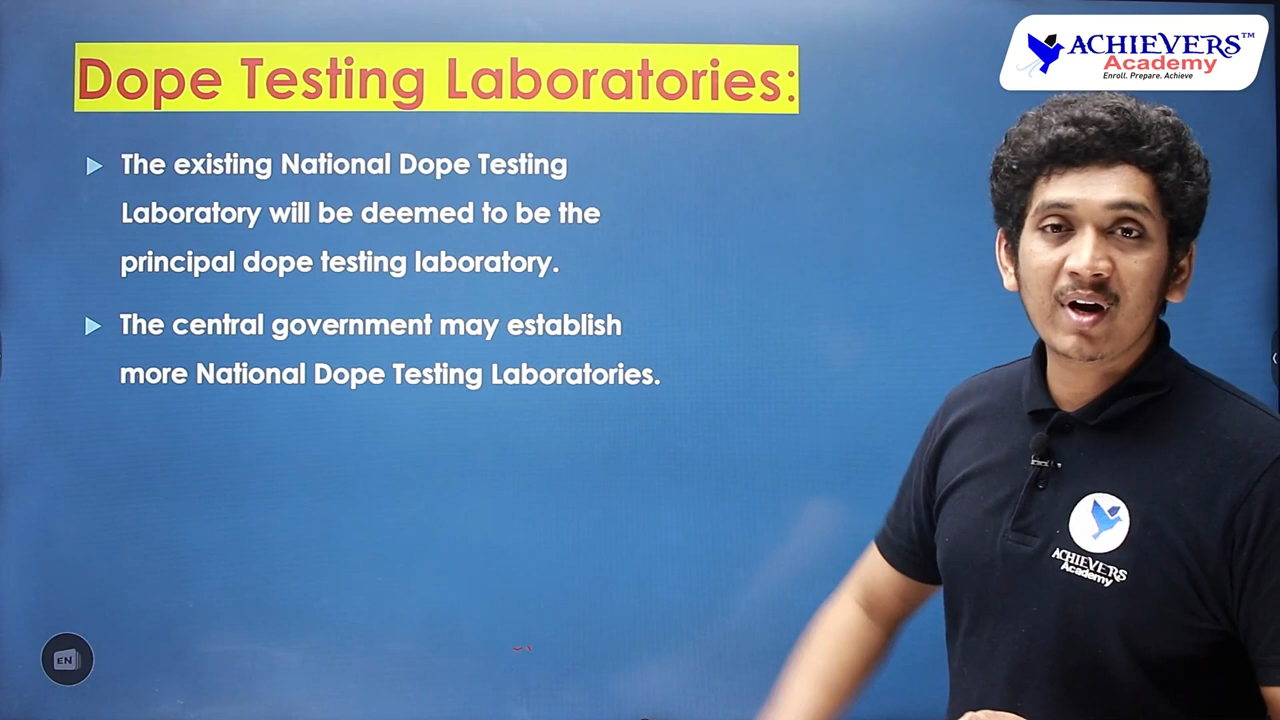 Dope Testing Laboratories:
ACHIEVERS™
Academy
Enroll. Prepare. Achieve
The existing National Dope Testing
Laboratory will be deemed to be the
principal dope testing laboratory.
The central government may establish
more National Dope Testing Laboratories.
ACHIEVERS
Academy
EN